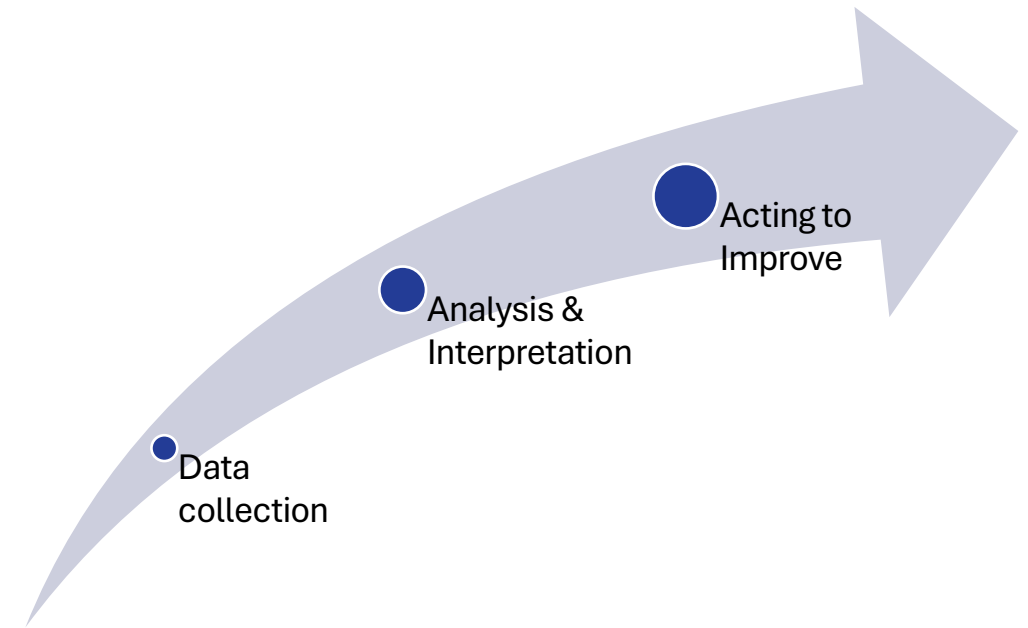 Acting to
Improve
Analysis &
Interpretation
Data
collection